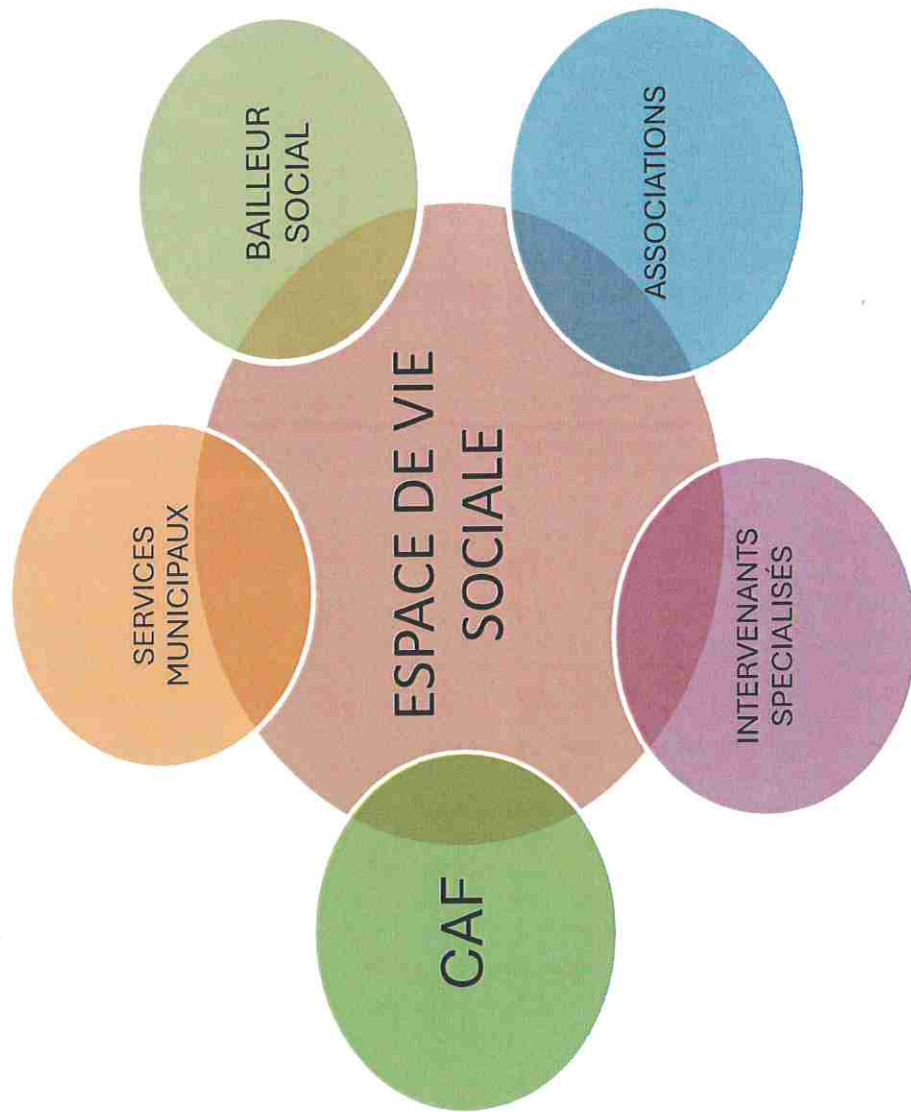 SERVICES
MUNICIPAUX
BAILLEUR
SOCIAL
CAF
ESPACE DE VIE
SOCIALE
INTERVENANTS
SPECIALISÉS
ASSOCIATIONS